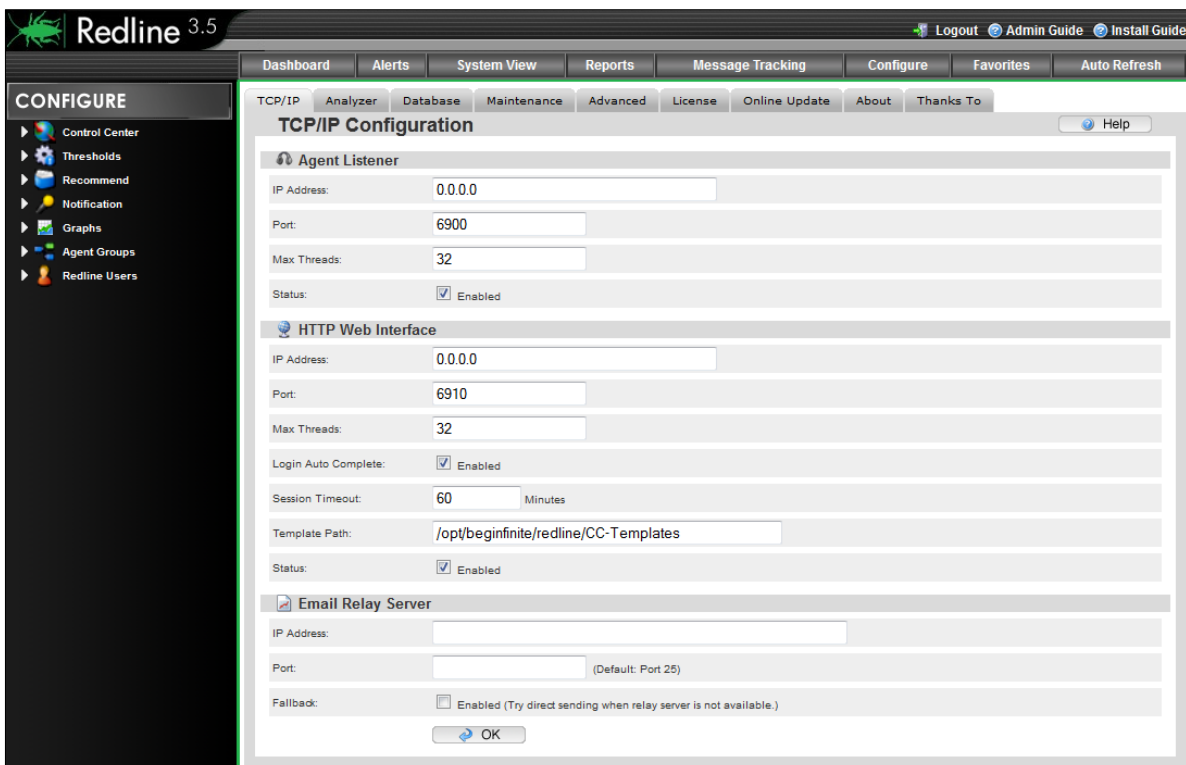 Redline 3.5
Logout Admin Guide Install Guide
Dashboard Alerts System View Reports Message Tracking Configure Favorites Auto Refresh
CONFIGURE
Control Center
Thresholds
Recommend
Notification
Graphs
Agent Groups
Redline Users
TCP/IP Analyzer Database Maintenance Advanced License Online Update About Thanks To
TCP/IP Configuration
Help
Agent Listener
IP Address: 0.0.0.0
Port: 6900
Max Threads: 32
Status: Enabled
HTTP Web Interface
IP Address: 0.0.0.0
Port: 6910
Max Threads: 32
Login Auto Complete: Enabled
Session Timeout: 60 Minutes
Template Path: /opt/beginfinite/redline/CC-Templates
Status: Enabled
Email Relay Server
IP Address:
Port: (Default: Port 25)
Fallback: Enabled (Try direct sending when relay server is not available.)
OK